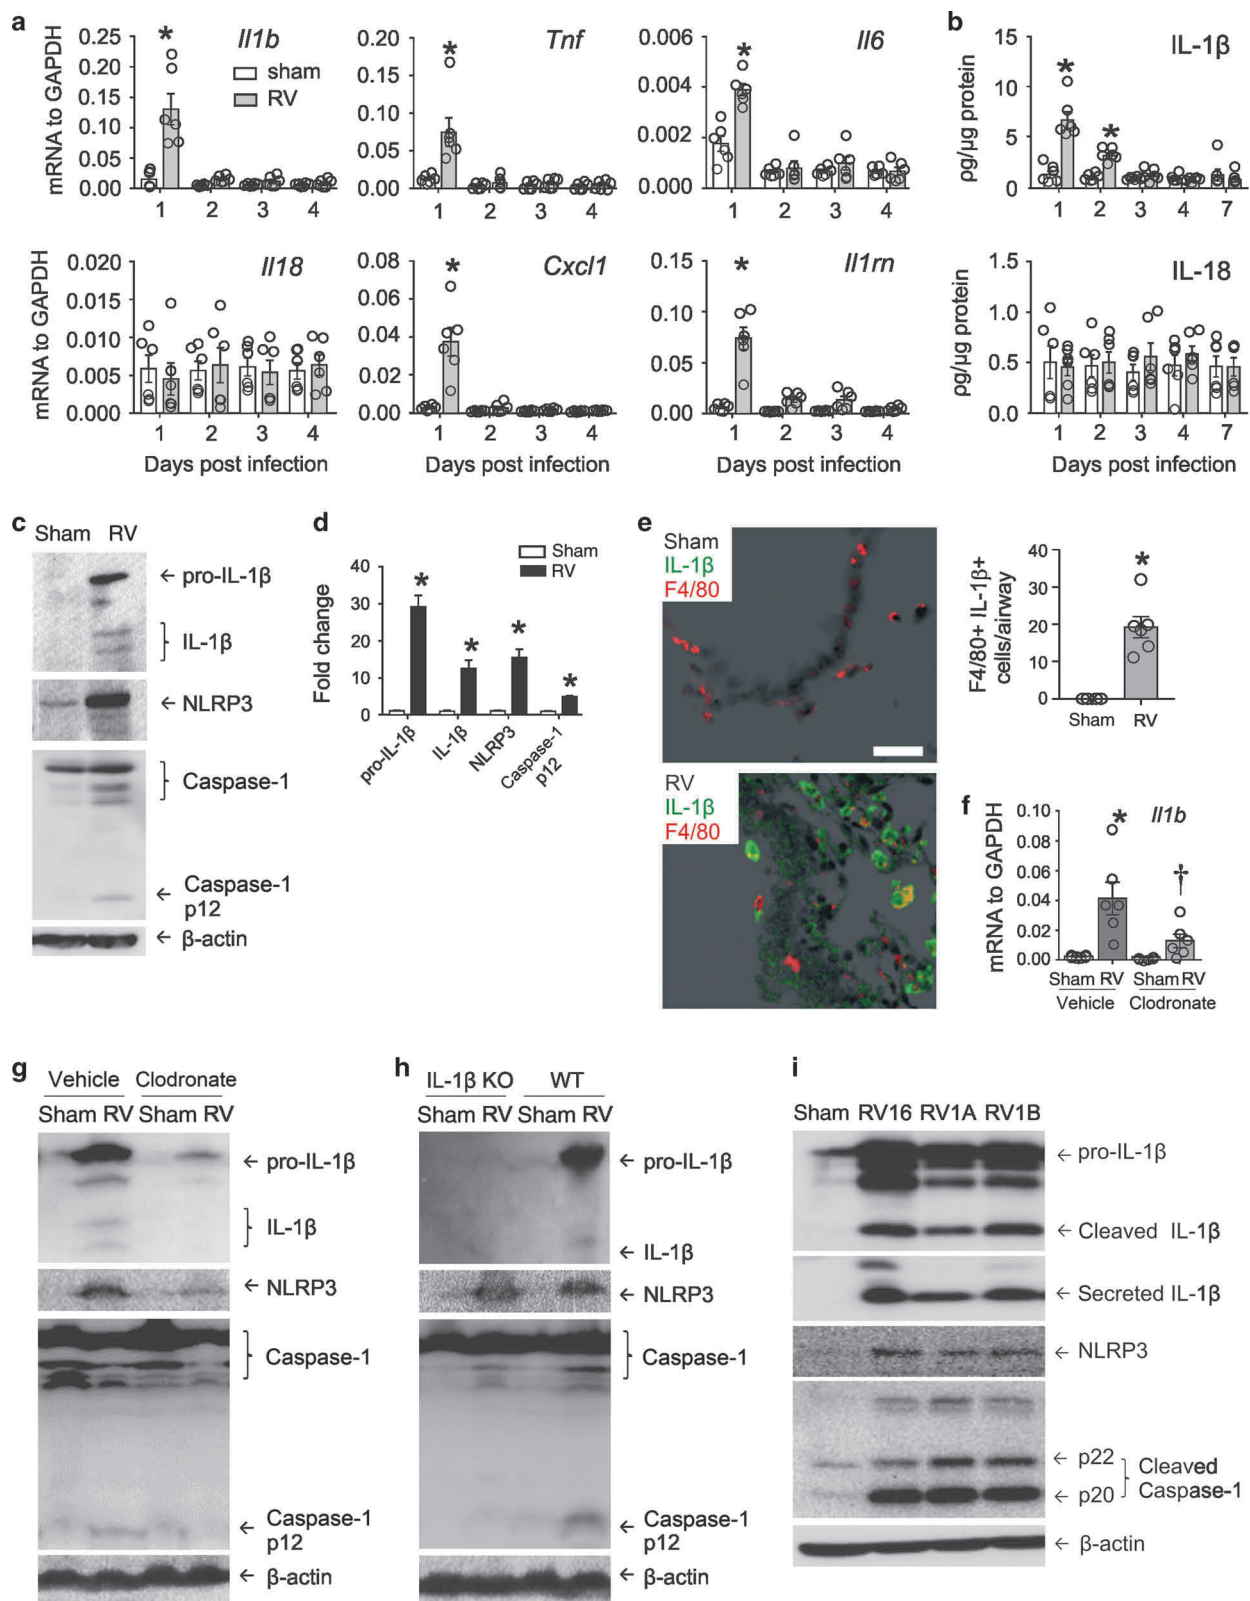 a
mRNA to GAPDH
0.25
0.20
0.15
0.10
0.05
0.00
*
Il1b
sham
RV
1 2 3 4
0.20
0.15
0.10
0.05
0.00
*
Tnf
1 2 3 4
0.006
0.004
0.002
0.000
*
Il6
1 2 3 4
b
pg/µg protein
15
10
5
0
* *
IL-1β
1 2 3 4 7
mRNA to GAPDH
0.020
0.015
0.010
0.005
0.000
Il18
1 2 3 4
Days post infection
0.08
0.06
0.04
0.02
0.00
*
Cxcl1
1 2 3 4
Days post infection
0.15
0.10
0.05
0.00
*
Il1rn
1 2 3 4
Days post infection
pg/µg protein
1.5
1.0
0.5
0.0
IL-18
1 2 3 4 7
Days post infection
c
Sham RV
← pro-IL-1β
IL-1β
← NLRP3
Caspase-1
← Caspase-1
p12
← β-actin
d
Sham
RV
Fold change
40
30
20
10
0
* * * *
pro-IL-1β
IL-1β
NLRP3
Caspase-1
p12
e
Sham
IL-1β
F4/80
RV
IL-1β
F4/80
F4/80+ IL-1β+
cells/airway
40
30
20
10
0
*
Sham RV
f
mRNA to GAPDH
0.10
0.08
0.06
0.04
0.02
0.00
*
Il1b
†
Sham RV Sham RV
Vehicle Clodronate
g
Vehicle Clodronate
Sham RV Sham RV
← pro-IL-1β
IL-1β
← NLRP3
Caspase-1
← Caspase-1
p12
← β-actin
h
IL-1β KO WT
Sham RV Sham RV
← pro-IL-1β
← IL-1β
← NLRP3
Caspase-1
← Caspase-1
p12
← β-actin
i
Sham RV16 RV1A RV1B
← pro-IL-1β
← Cleaved IL-1β
← Secreted IL-1β
← NLRP3
← p22
← p20
Cleaved
Caspase-1
← β-actin